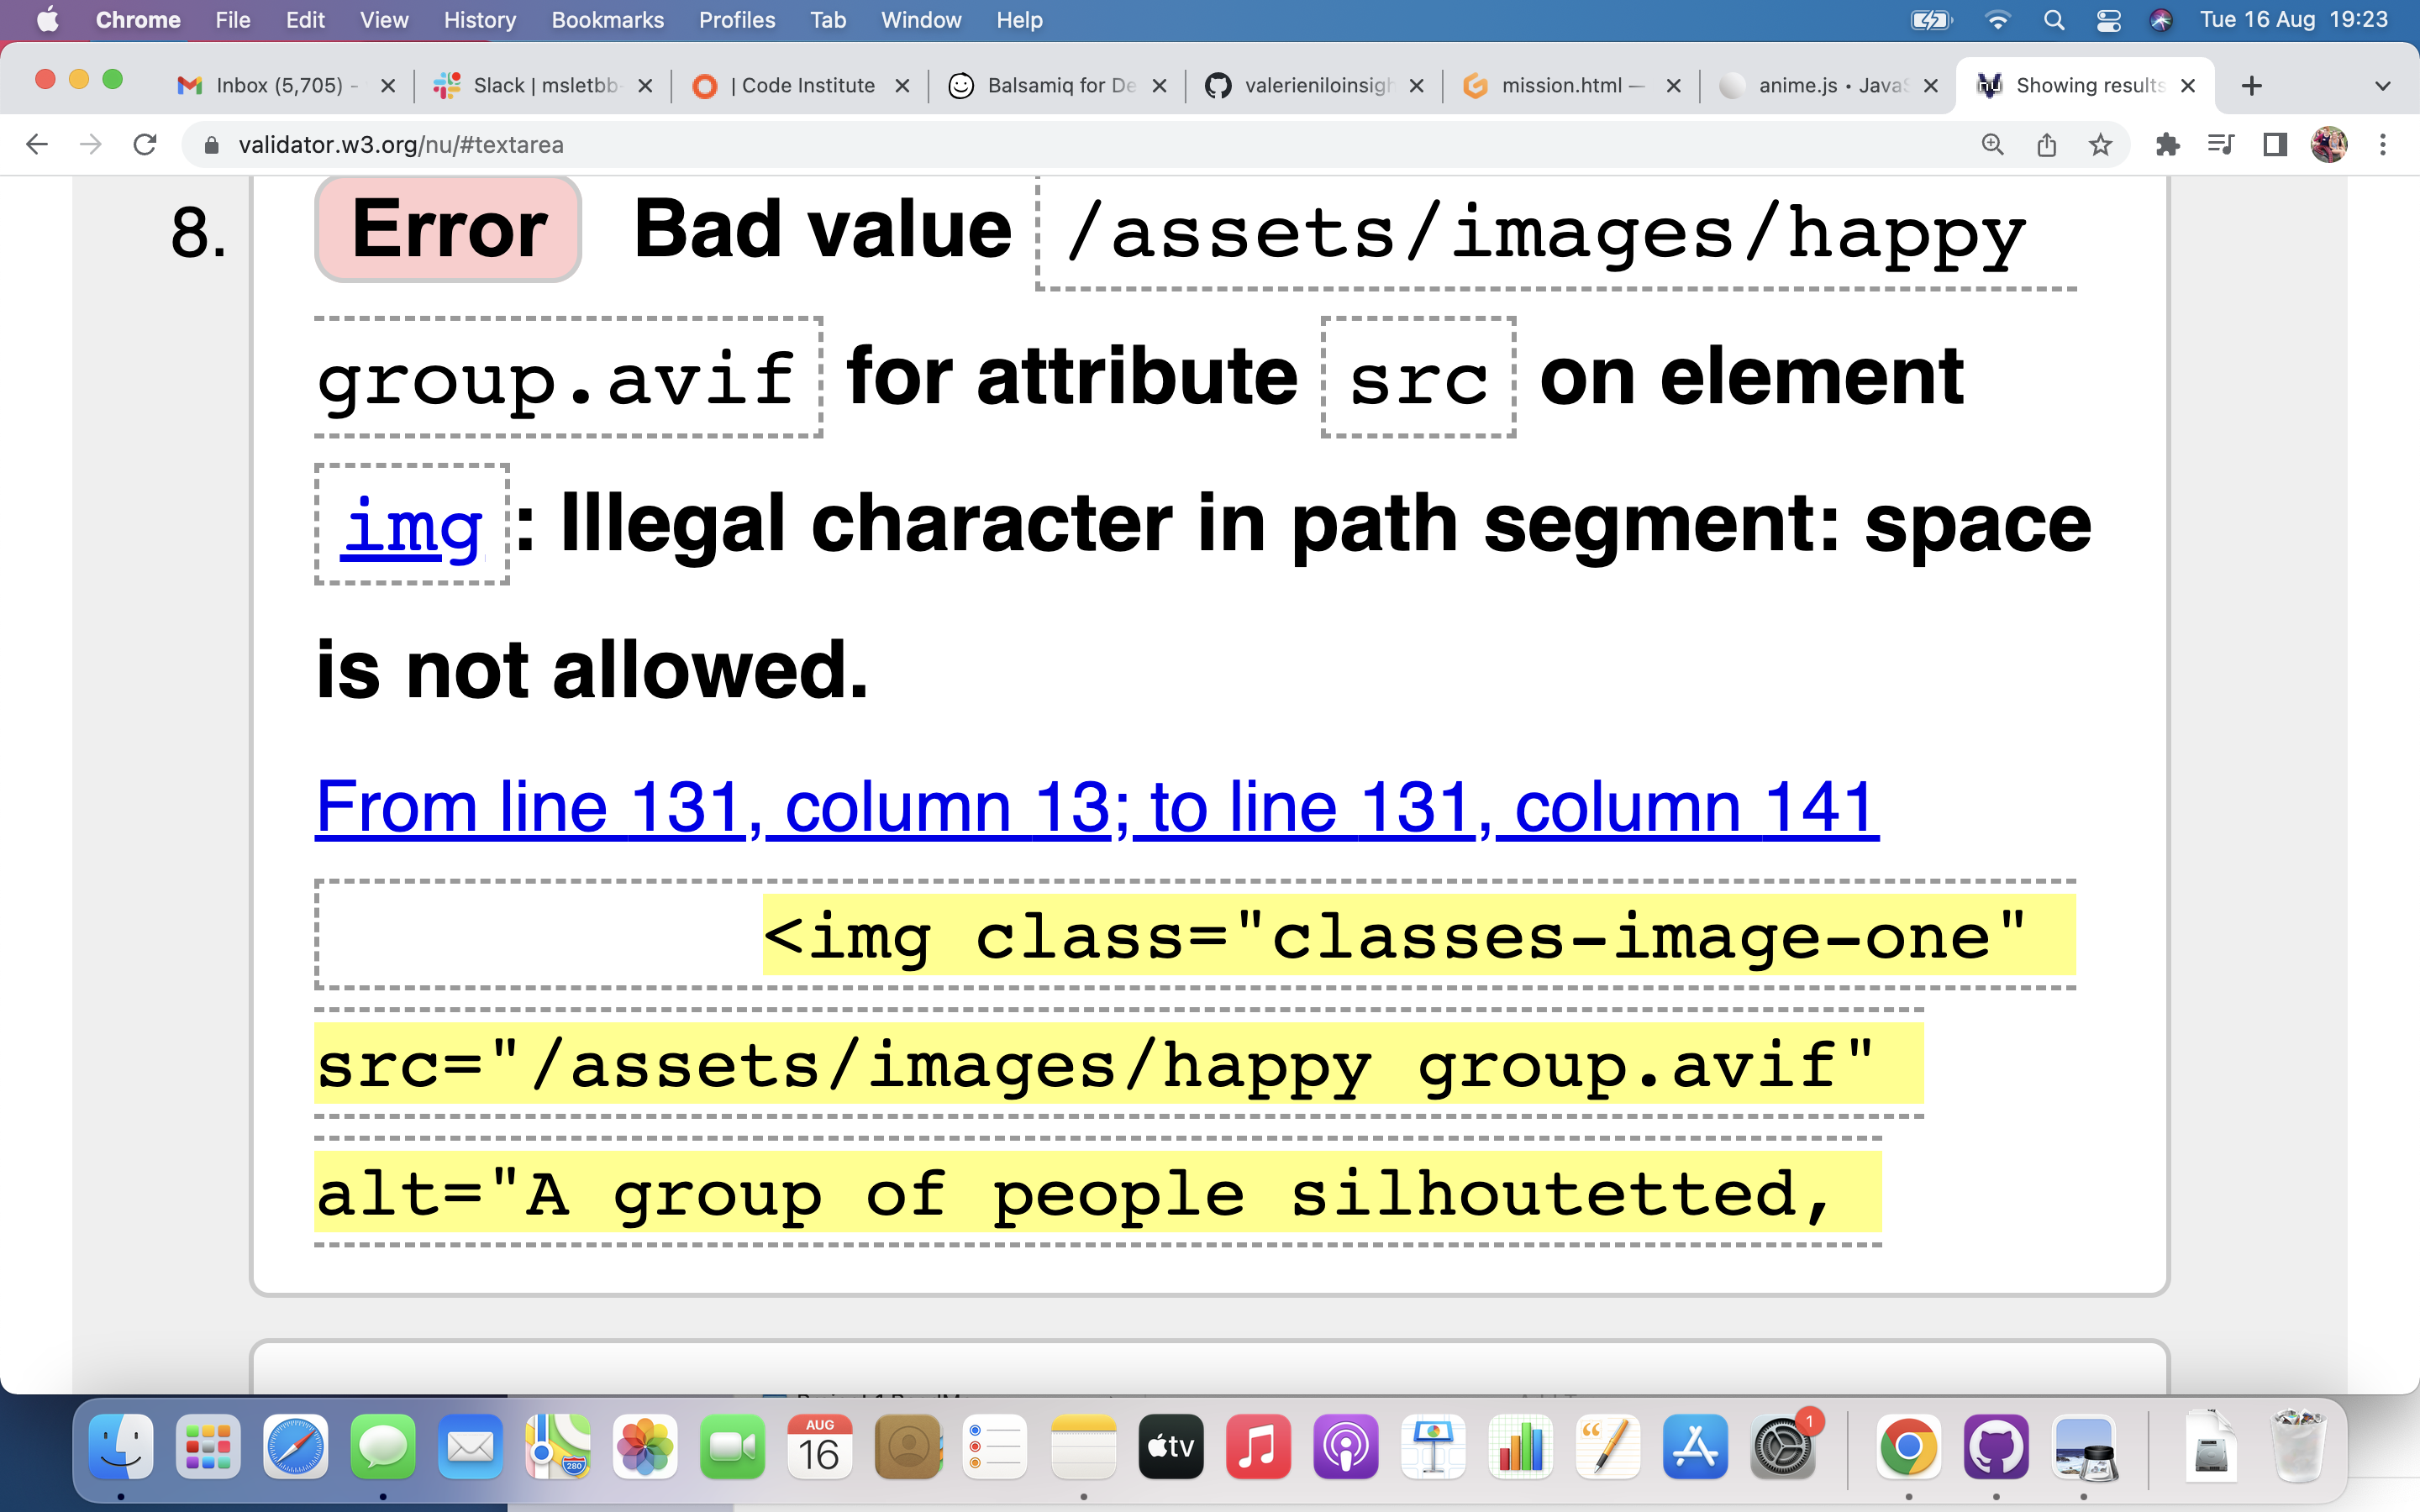 Chrome File Edit View History Bookmarks Profiles Tab Window Help Tue 16 Aug 19:23
Inbox (5,705) - Slack | msletbb- | Code Institute Balsamiq for De valerieniloinsigh mission.html — anime.js • Javas Showing results
validator.w3.org/nu/#textarea
8. Error Bad value /assets/images/happy
group.avif for attribute src on element
img : Illegal character in path segment: space
is not allowed.
From line 131, column 13; to line 131, column 141
<img class="classes-image-one"
src="/assets/images/happy group.avif"
alt="A group of people silhoutetted,
AUG
16
280
tv
1